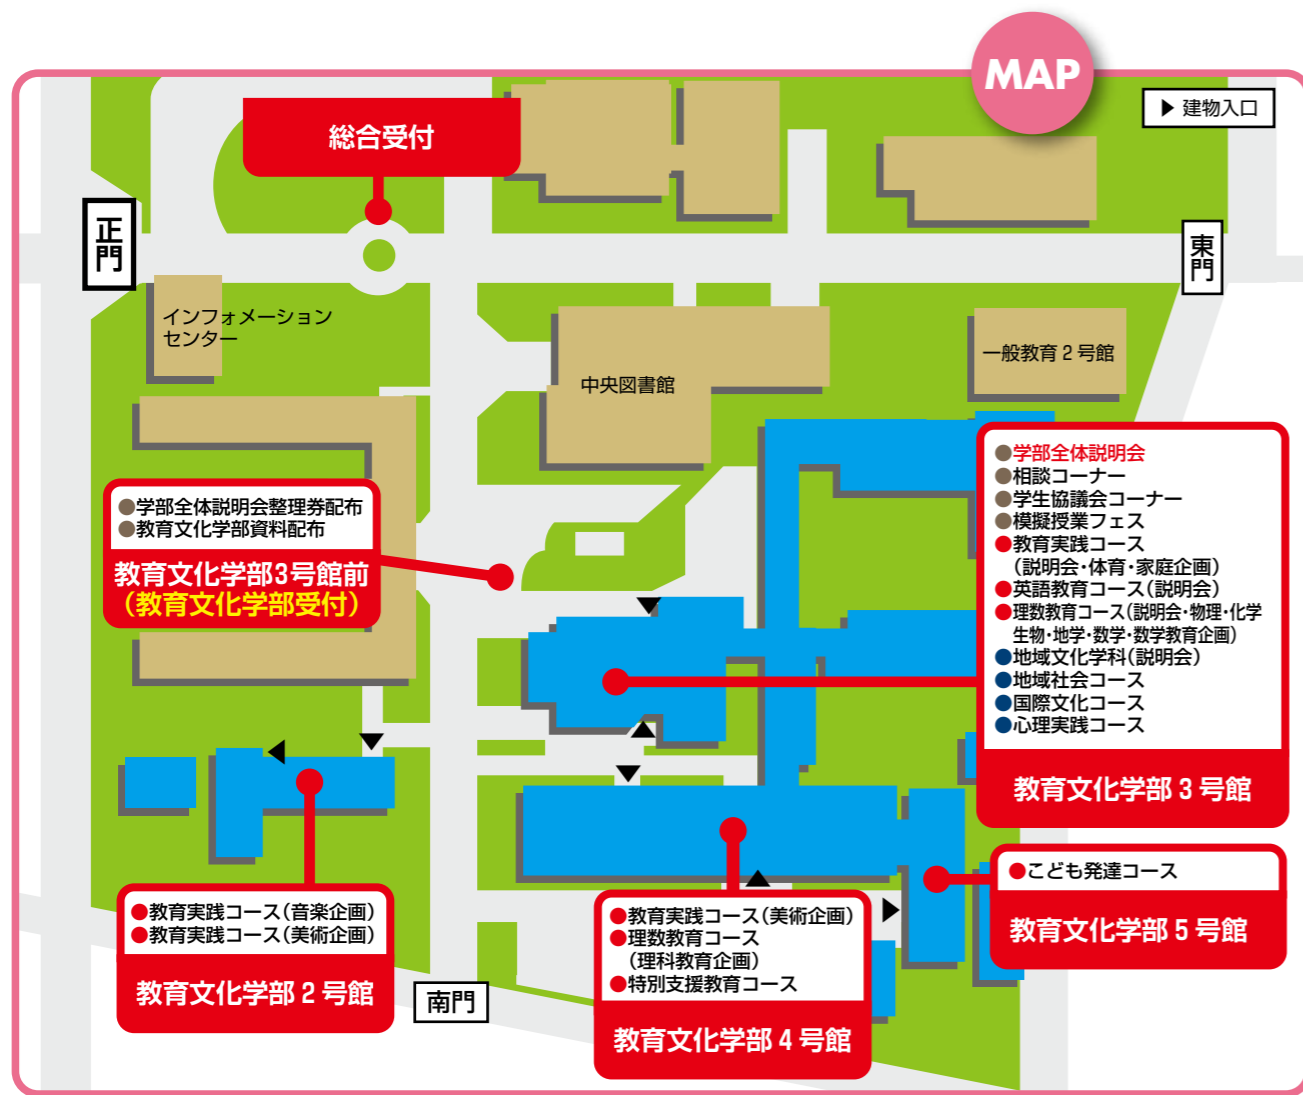 MAP
▶ 建物入口
総合受付
正門
東門
インフォメーション
センター
中央図書館
一般教育2号館
●学部全体説明会整理券配布
●教育文化学部資料配布
教育文化学部3号館前
(教育文化学部受付)
●学部全体説明会
●相談コーナー
●学生協議会コーナー
●模擬授業フェス
●教育実践コース
(説明会・体育・家庭企画)
●英語教育コース(説明会)
●理数教育コース(説明会・物理・化学
生物・地学・数学・数学教育企画)
●地域文化学科(説明会)
●地域社会コース
●国際文化コース
●心理実践コース
教育文化学部3号館
●こども発達コース
教育文化学部5号館
●教育実践コース(音楽企画)
●教育実践コース(美術企画)
教育文化学部2号館
南門
●教育実践コース(美術企画)
●理数教育コース
(理科教育企画)
●特別支援教育コース
教育文化学部4号館